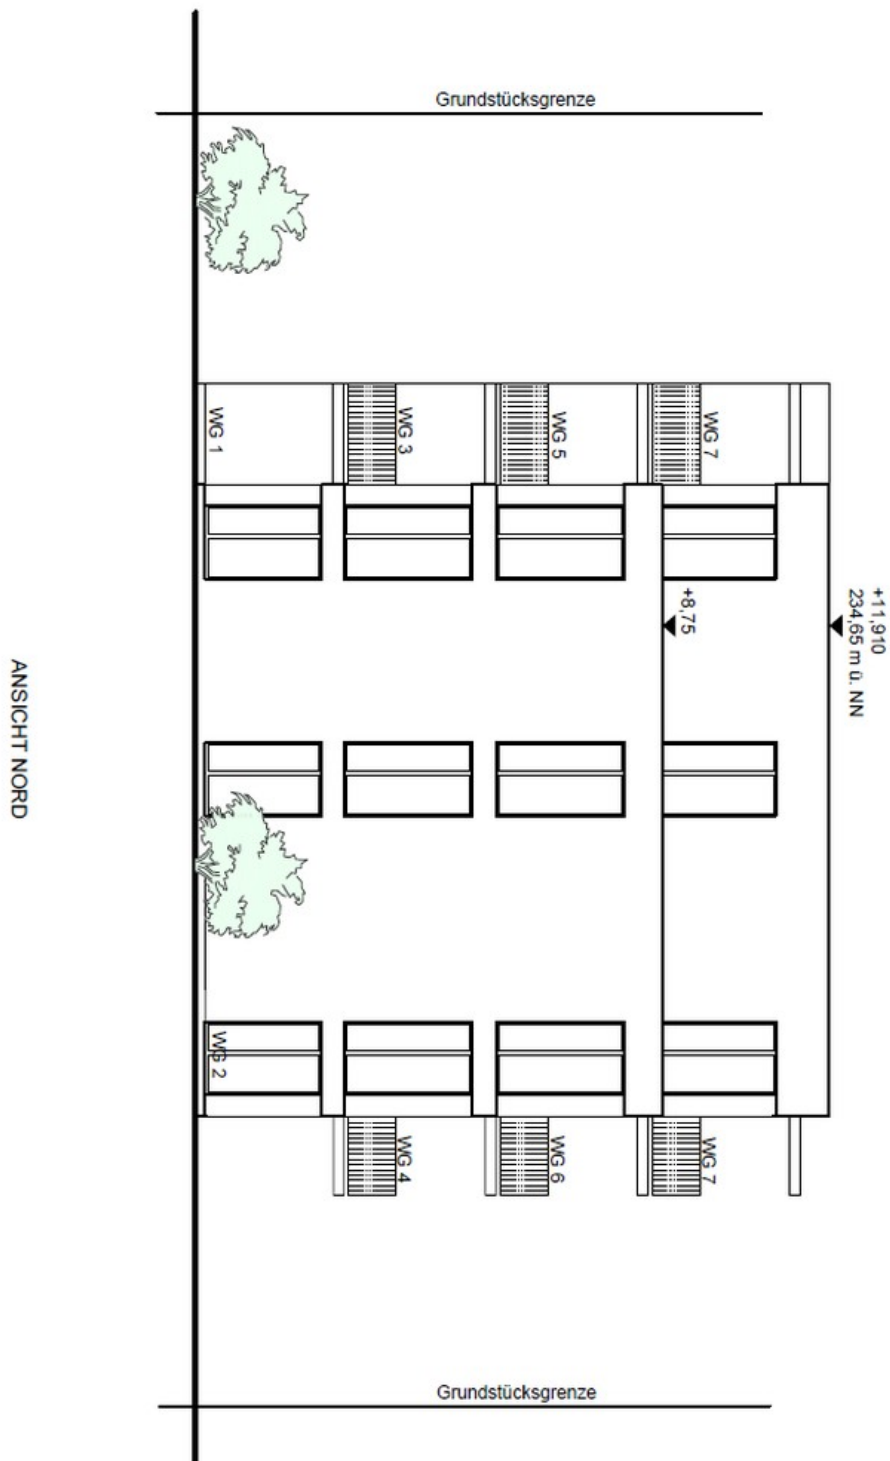 Grundstücksgrenze
+11,910
234,65 m ü. NN
+8,75
WG 7
WG 5
WG 3
WG 1
WG 7
WG 6
WG 4
WG 2
Grundstücksgrenze
ANSICHT NORD